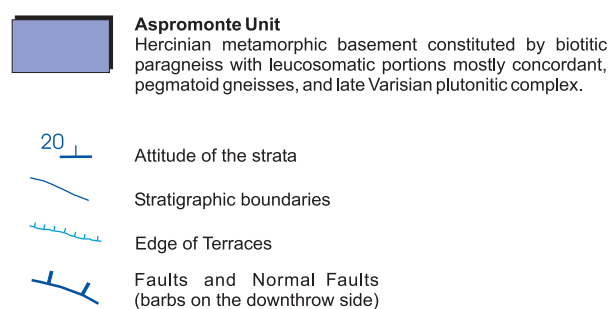 Aspromonte Unit
Hercinian metamorphic basement constituted by biotitic
paragneiss with leucosomatic portions mostly concordant,
pegmatoid gneisses, and late Varisian plutonitic complex.
20
Attitude of the strata
Stratigraphic boundaries
Edge of Terraces
Faults and Normal Faults
(barbs on the downthrow side)